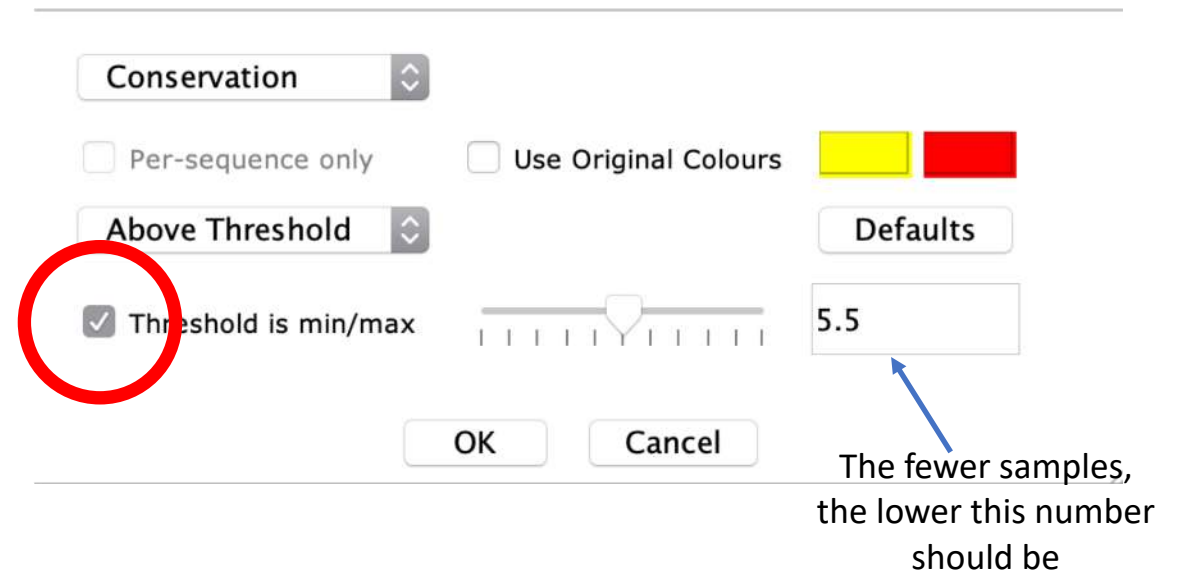 Conservation
Per-sequence only
Use Original Colours
Above Threshold
Defaults
Threshold is min/max
5.5
OK
Cancel
The fewer samples,
the lower this number
should be